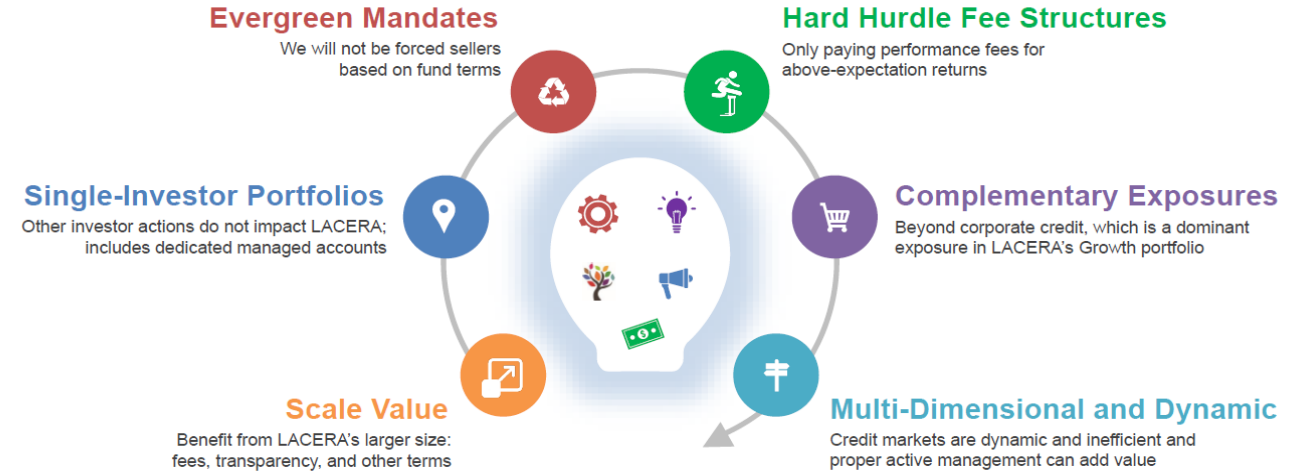 Evergreen Mandates
We will not be forced sellers
based on fund terms
Hard Hurdle Fee Structures
Only paying performance fees for
above-expectation returns
Single-Investor Portfolios
Other investor actions do not impact LACERA;
includes dedicated managed accounts
Complementary Exposures
Beyond corporate credit, which is a dominant
exposure in LACERA's Growth portfolio
Scale Value
Benefit from LACERA's larger size:
fees, transparency, and other terms
Multi-Dimensional and Dynamic
Credit markets are dynamic and inefficient and
proper active management can add value